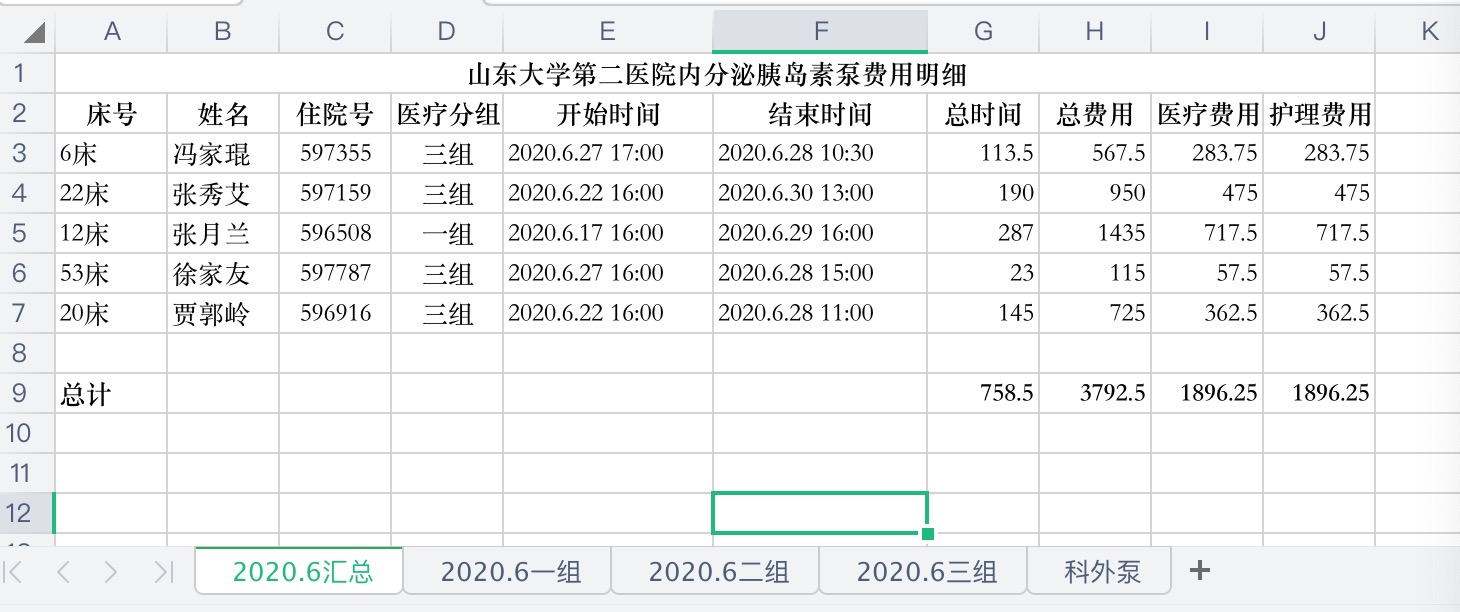 A B C D E F G H I J K
1 山东大学第二医院内分泌胰岛素泵费用明细
2 床号 姓名 住院号 医疗分组 开始时间 结束时间 总时间 总费用 医疗费用 护理费用
3 6床 冯家琨 597355 三组 2020.6.27 17:00 2020.6.28 10:30 113.5 567.5 283.75 283.75
4 22床 张秀艾 597159 三组 2020.6.22 16:00 2020.6.30 13:00 190 950 475 475
5 12床 张月兰 596508 一组 2020.6.17 16:00 2020.6.29 16:00 287 1435 717.5 717.5
6 53床 徐家友 597787 三组 2020.6.27 16:00 2020.6.28 15:00 23 115 57.5 57.5
7 20床 贾郭岭 596916 三组 2020.6.22 16:00 2020.6.28 11:00 145 725 362.5 362.5
8
9 总计 758.5 3792.5 1896.25 1896.25
10
11
12
2020.6汇总 2020.6一组 2020.6二组 2020.6三组 科外泵 +